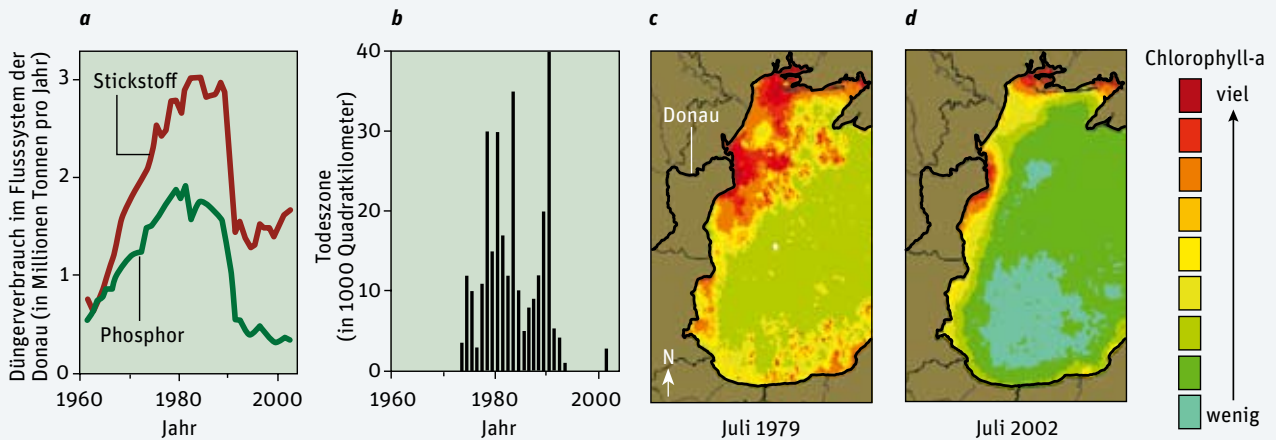 a
Düngerverbrauch im Flusssystem der
Donau (in Millionen Tonnen pro Jahr)
3
2
1
0
Stickstoff
Phosphor
1960
1980
2000
Jahr
b
Todeszone
(in 1000 Quadratkilometer)
40
30
20
10
0
1960
1980
2000
Jahr
c
Donau
N
Juli 1979
d
Juli 2002
Chlorophyll-a
viel
wenig